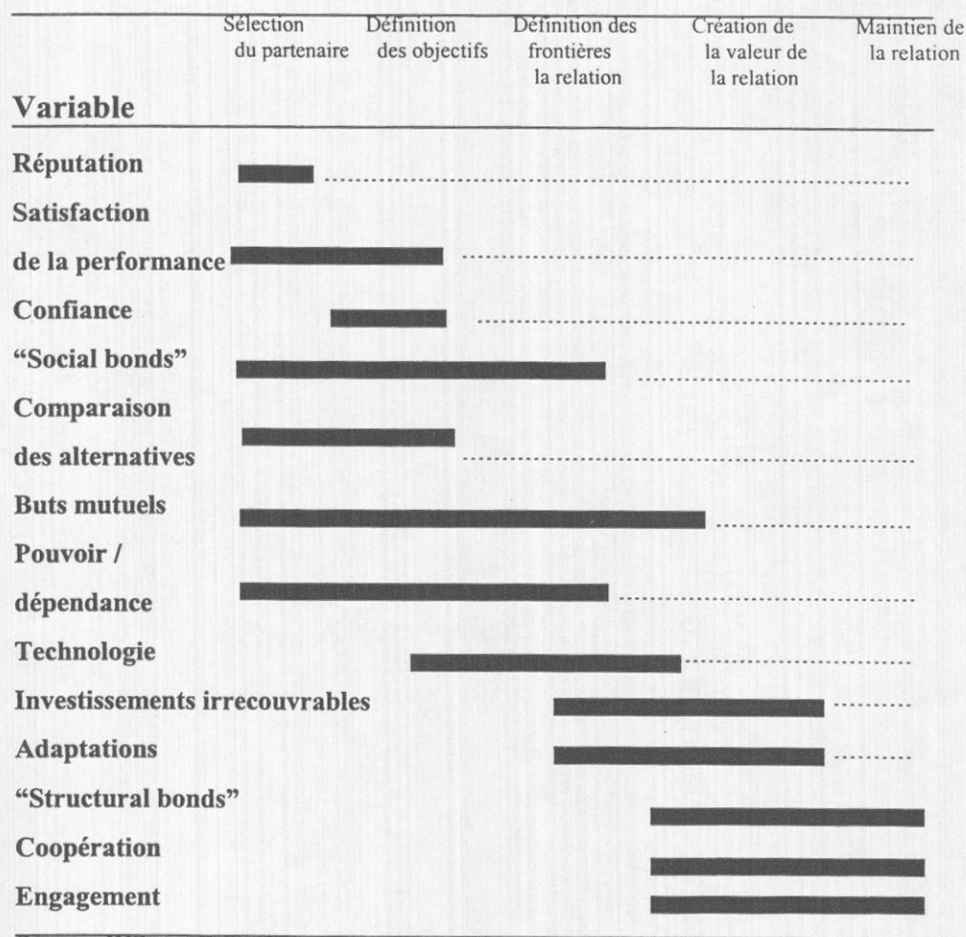 Sélection Définition Définition des Création de Maintien de
du partenaire des objectifs frontières la valeur de la relation
la relation la relation
Variable
Réputation
Satisfaction
de la performance
Confiance
“Social bonds”
Comparaison
des alternatives
Buts mutuels
Pouvoir /
dépendance
Technologie
Investissements irrecouvrables
Adaptations
“Structural bonds”
Coopération
Engagement